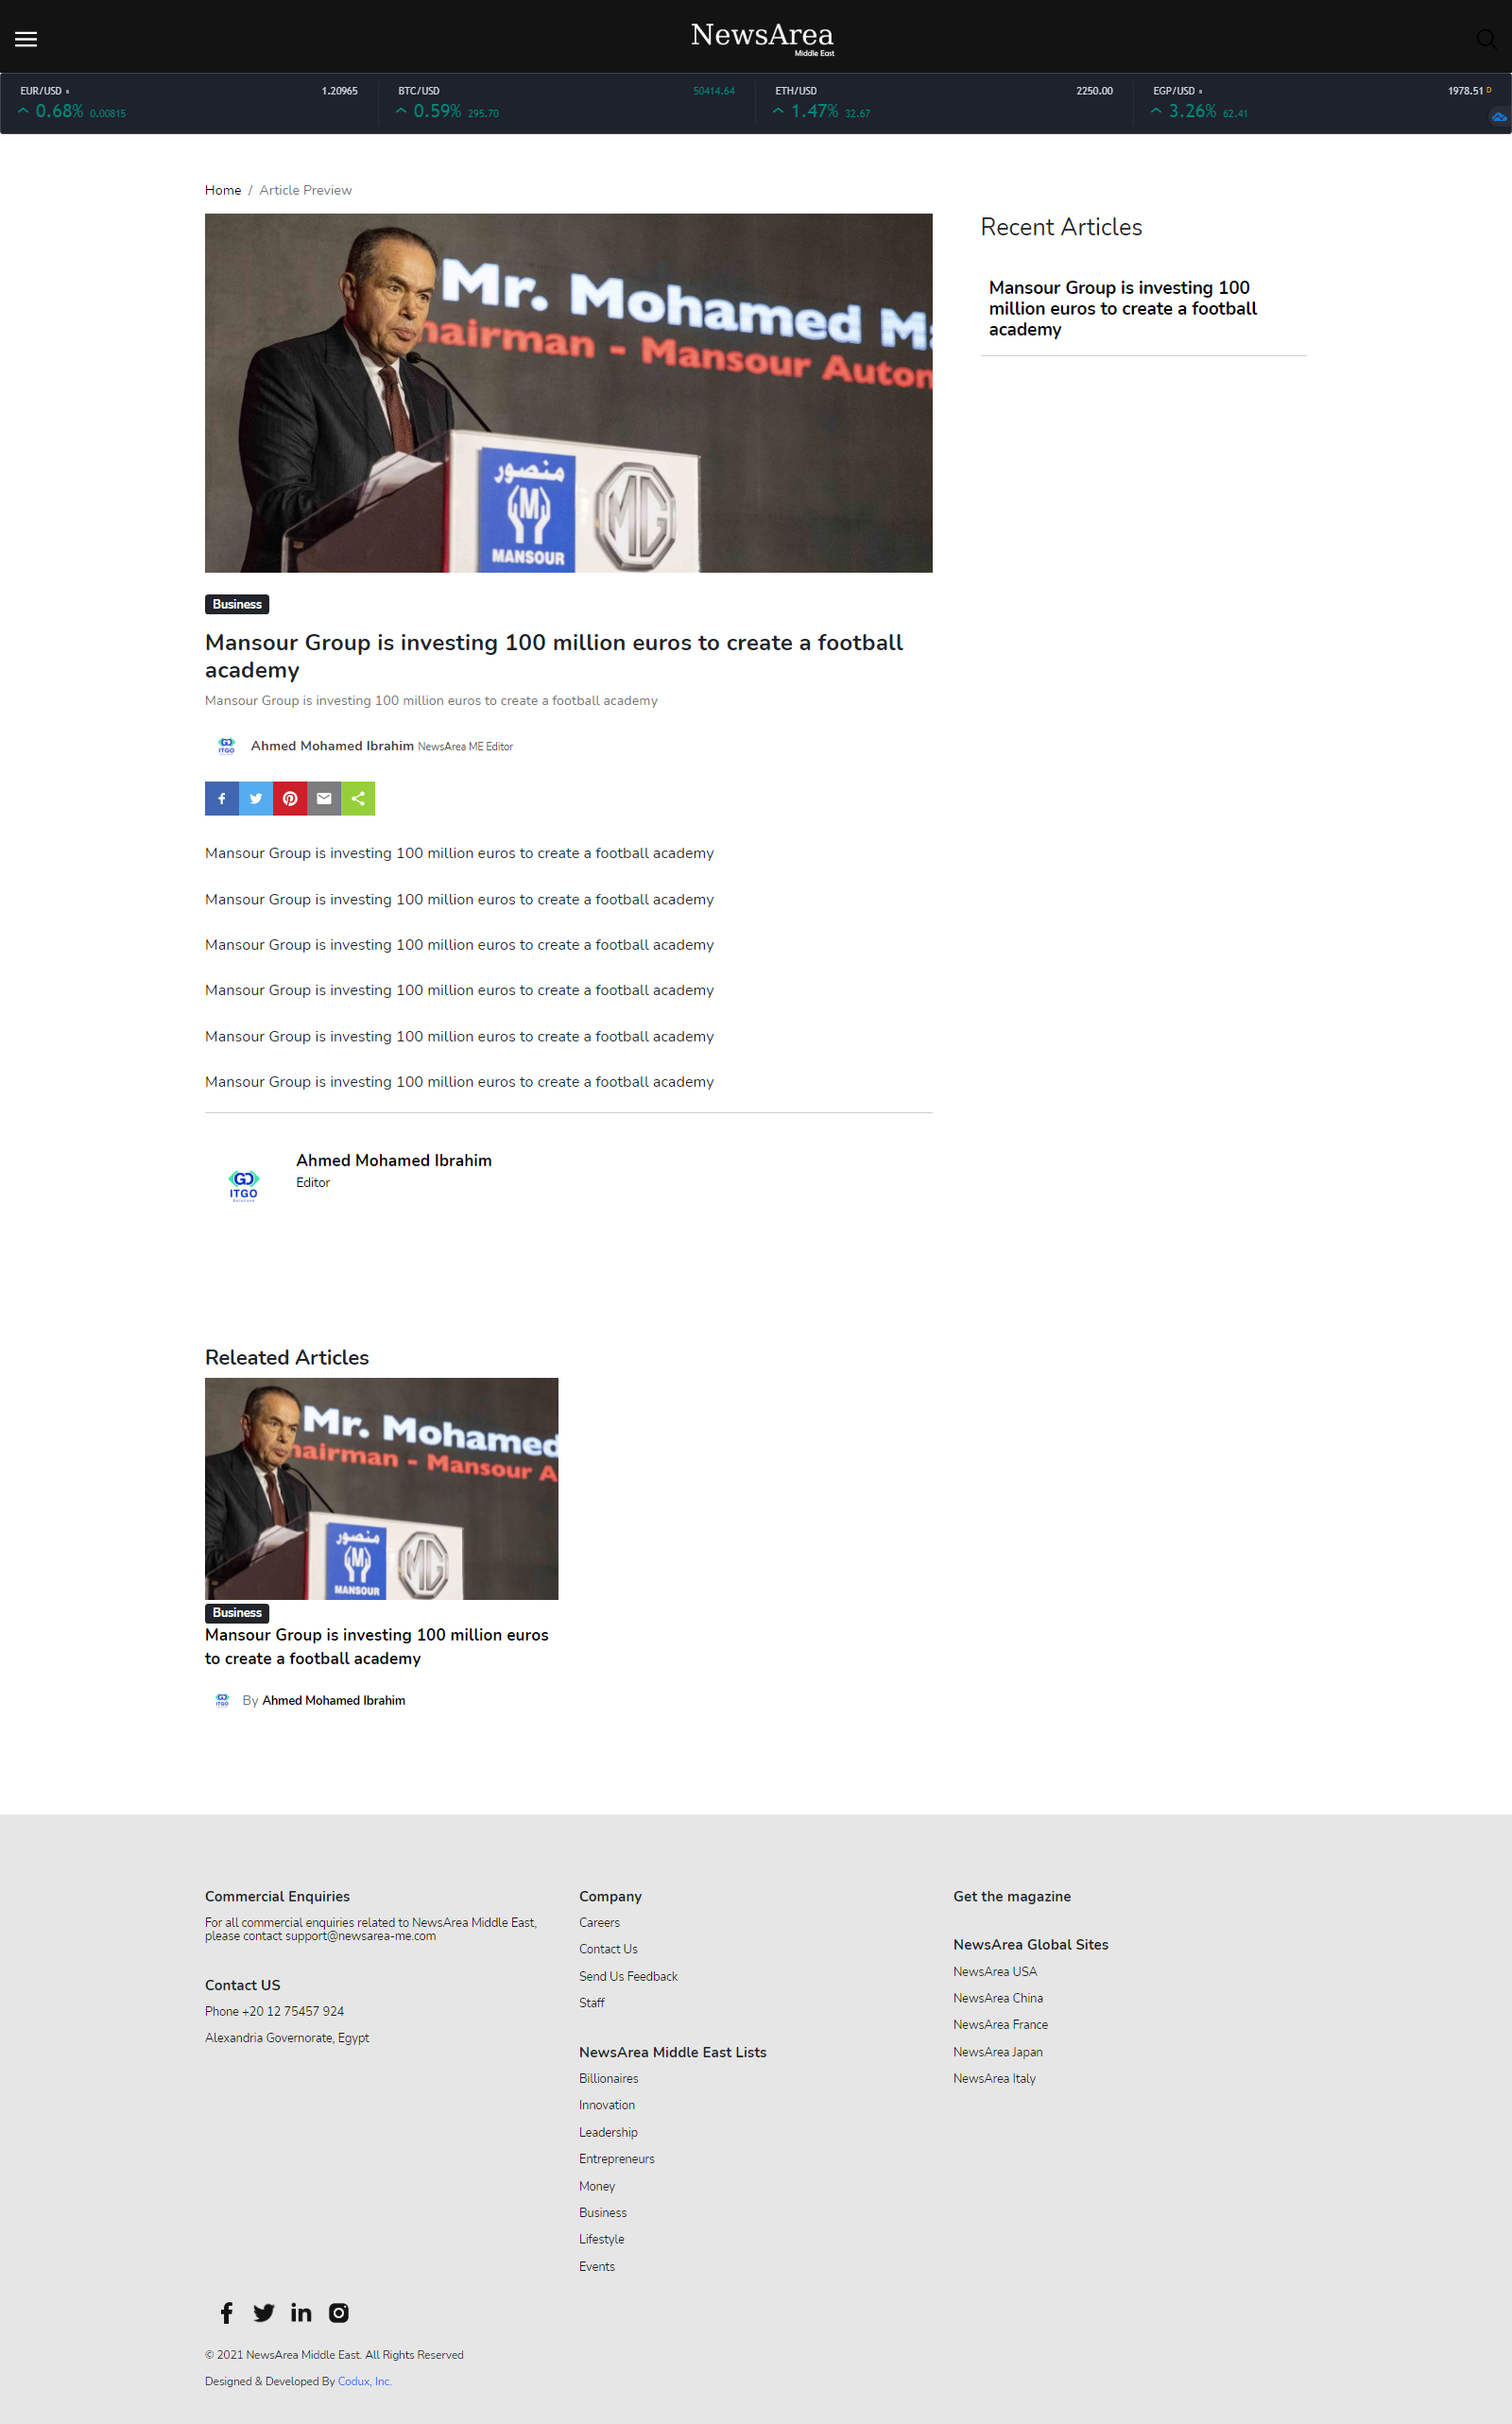 NewsArea
Middle East
EUR/USD 1.20965
0.68% 0.00815
BTC/USD 50414.64
0.59% 295.70
ETH/USD 2250.00
1.47% 32.67
EGP/USD 1978.51 D
3.26% 62.41
Home / Article Preview
Mr. Mohamed M
hairman - Mansour Autom
منصور
MANSOUR
MG
Recent Articles
Mansour Group is investing 100
million euros to create a football
academy
Business
Mansour Group is investing 100 million euros to create a football
academy
Mansour Group is investing 100 million euros to create a football academy
GO
ITGO
Ahmed Mohamed Ibrahim NewsArea ME Editor
Mansour Group is investing 100 million euros to create a football academy
Mansour Group is investing 100 million euros to create a football academy
Mansour Group is investing 100 million euros to create a football academy
Mansour Group is investing 100 million euros to create a football academy
Mansour Group is investing 100 million euros to create a football academy
Mansour Group is investing 100 million euros to create a football academy
GO
ITGO
Solutions
Ahmed Mohamed Ibrahim
Editor
Releated Articles
Mr. Mohamed
hairman - Mansour A
منصور
MANSOUR
MG
Business
Mansour Group is investing 100 million euros
to create a football academy
GO
ITGO
By Ahmed Mohamed Ibrahim
Commercial Enquiries
For all commercial enquiries related to NewsArea Middle East,
please contact support@newsarea-me.com
Contact US
Phone +20 12 75457 924
Alexandria Governorate, Egypt
Company
Careers
Contact Us
Send Us Feedback
Staff
NewsArea Middle East Lists
Billionaires
Innovation
Leadership
Entrepreneurs
Money
Business
Lifestyle
Events
Get the magazine
NewsArea Global Sites
NewsArea USA
NewsArea China
NewsArea France
NewsArea Japan
NewsArea Italy
© 2021 NewsArea Middle East. All Rights Reserved
Designed & Developed By Codux, Inc.